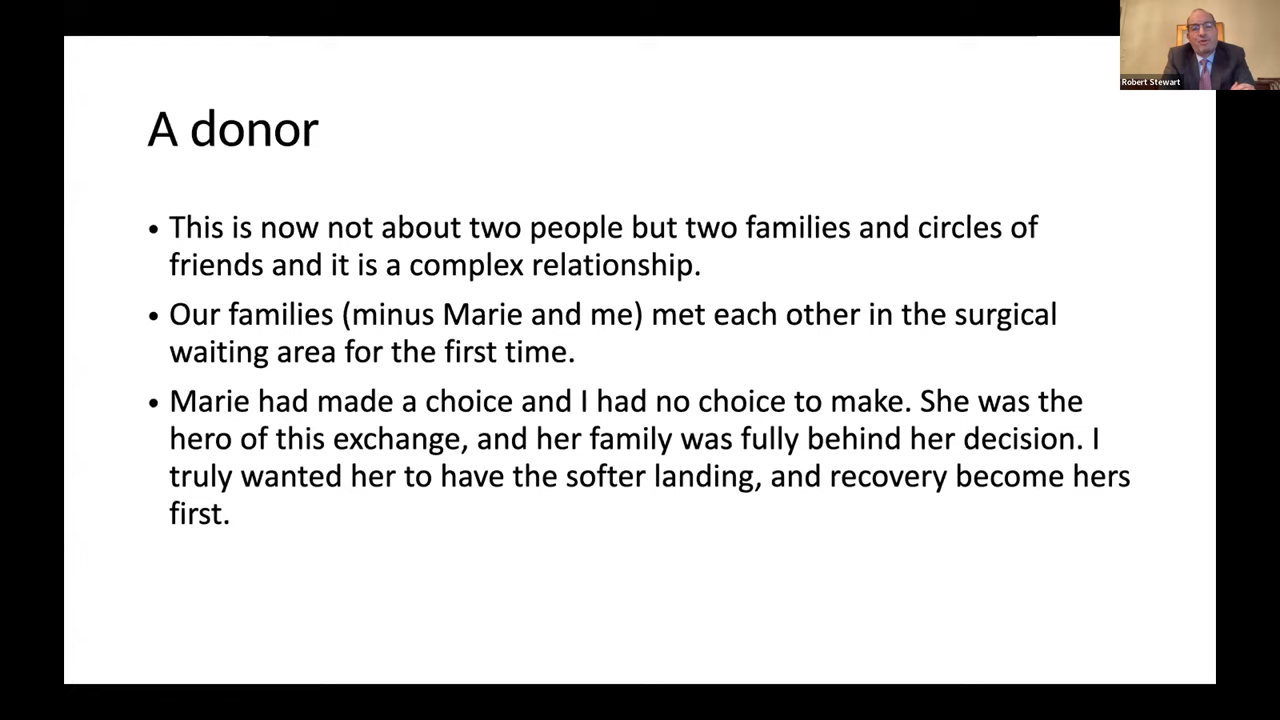 Robert Stewart
A donor
• This is now not about two people but two families and circles of
friends and it is a complex relationship.
• Our families (minus Marie and me) met each other in the surgical
waiting area for the first time.
• Marie had made a choice and I had no choice to make. She was the
hero of this exchange, and her family was fully behind her decision. I
truly wanted her to have the softer landing, and recovery become hers
first.